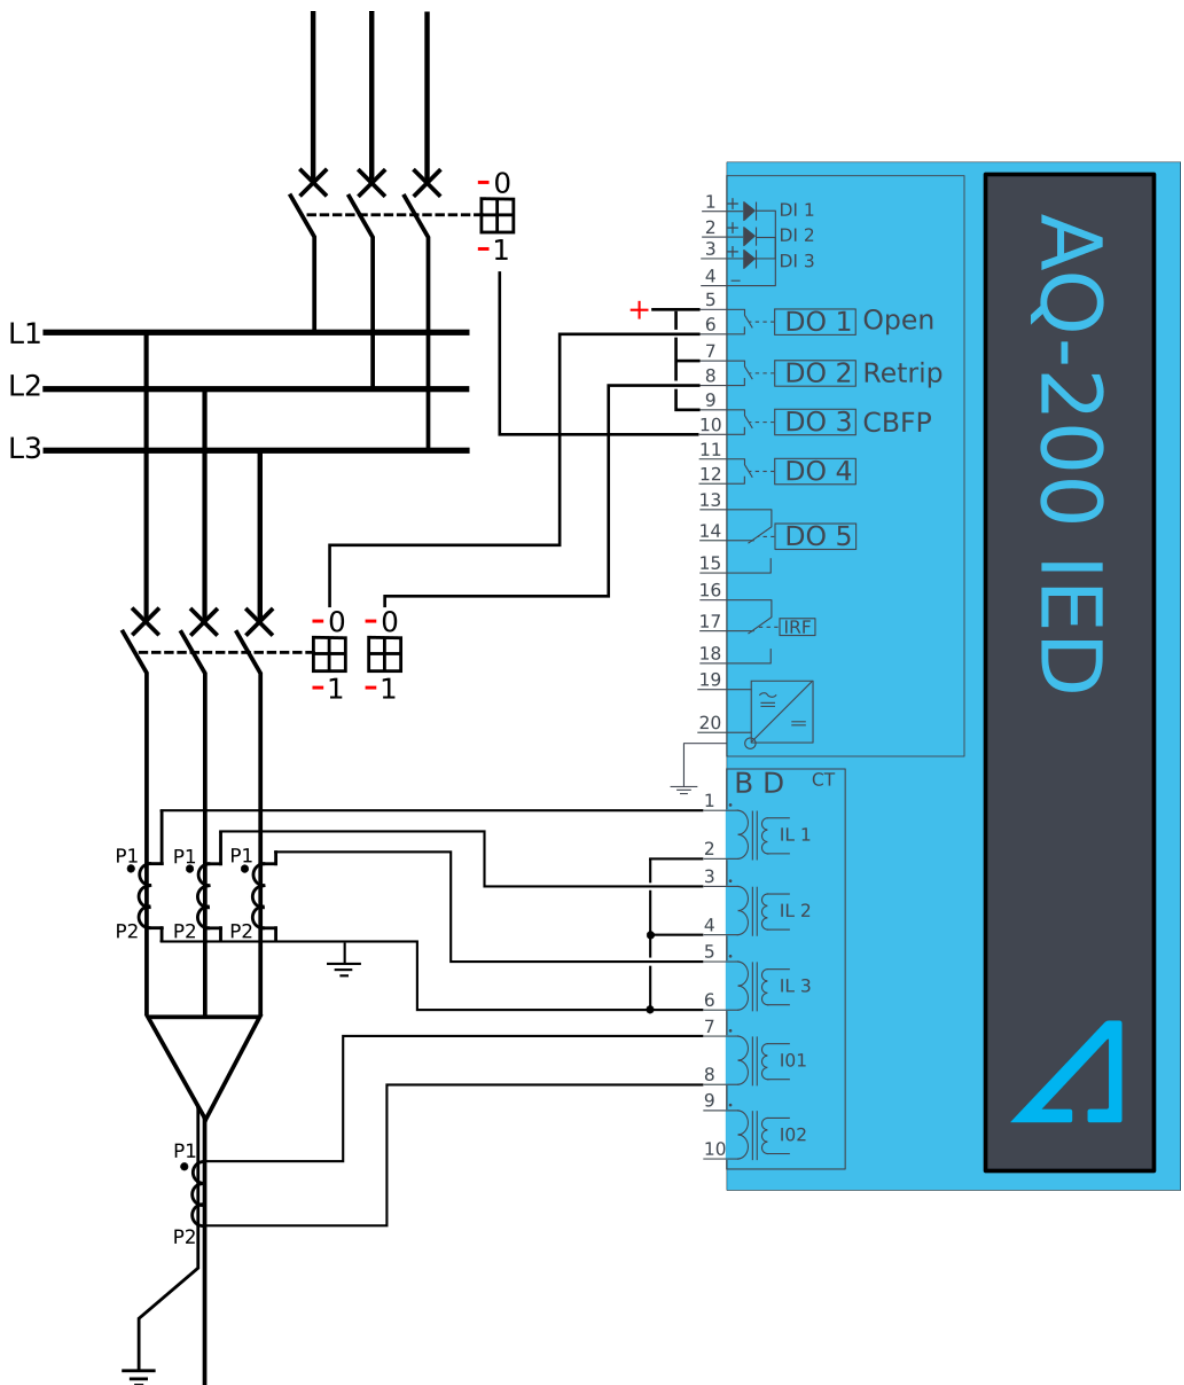 -0
-1
L1
L2
L3
-0
-1
-0
-1
P1
P1
P1
P2
P2
P2
P1
P2
+
1 + DI 1
2 + DI 2
3 + DI 3
4 −
5
6 DO 1 Open
7
8 DO 2 Retrip
9
10 DO 3 CBFP
11
12 DO 4
13
14 DO 5
15
16
17 IRF
18
19
20
B D CT
1
IL 1
2
3
IL 2
4
5
IL 3
6
7
I01
8
9
I02
10
AQ-200 IED